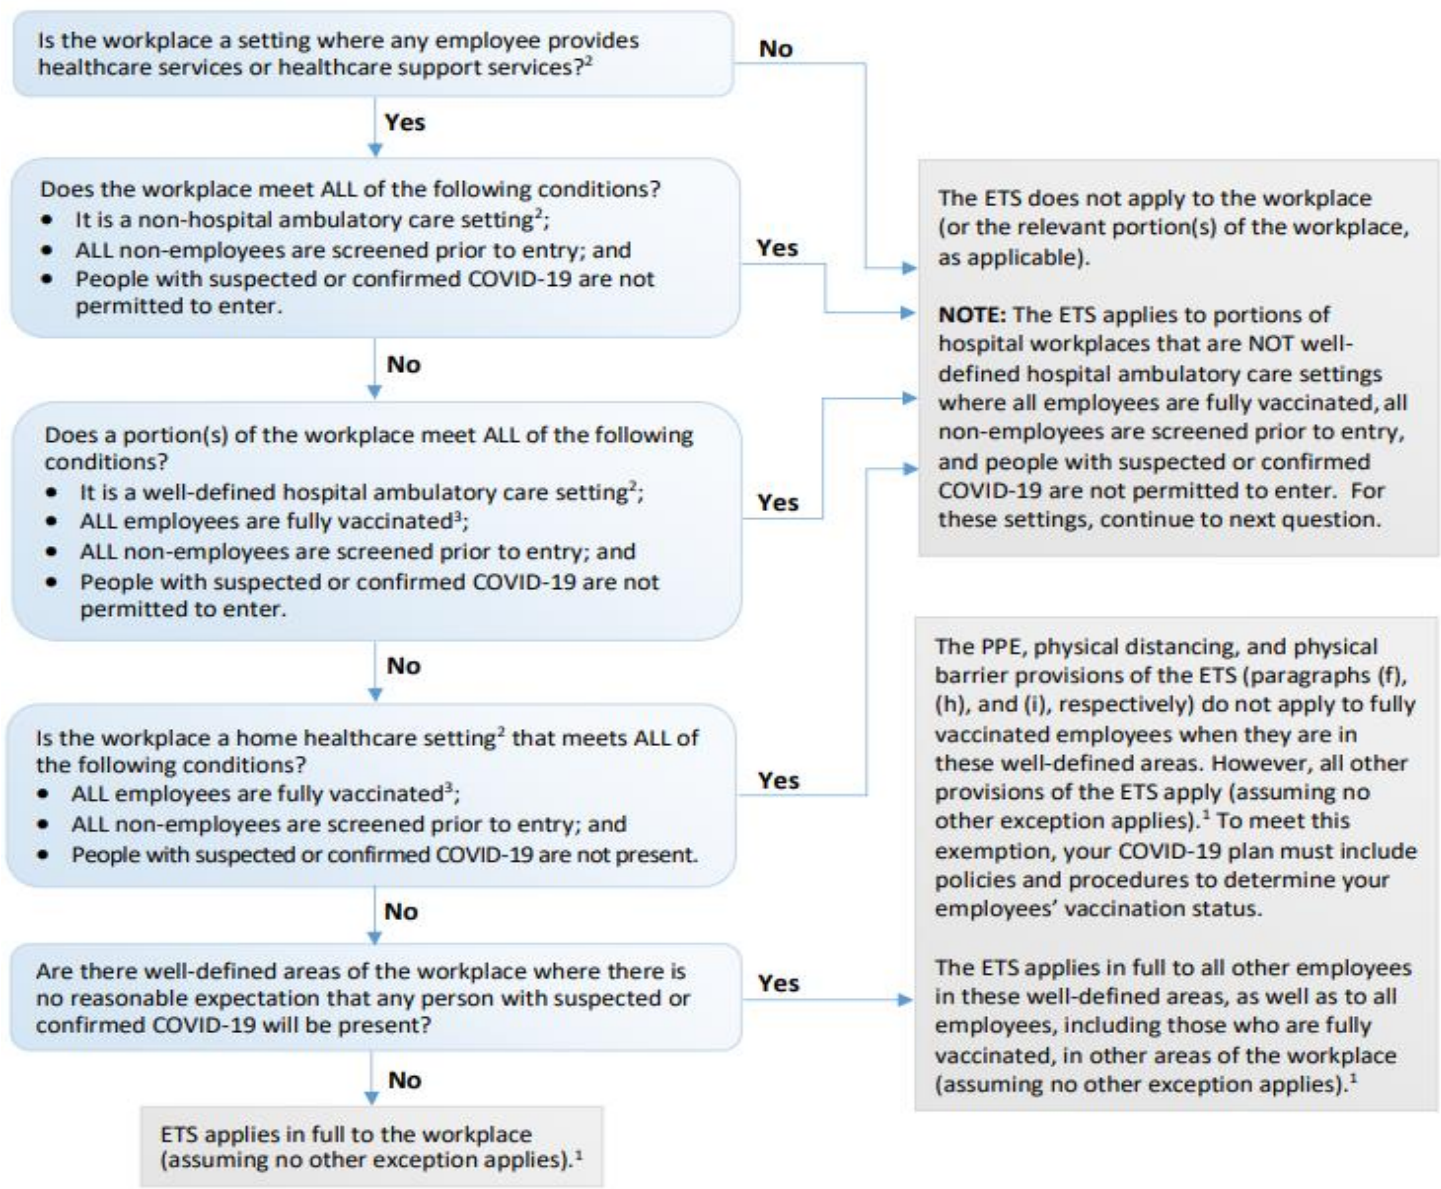 Is the workplace a setting where any employee provides
healthcare services or healthcare support services?²
No
Yes
Does the workplace meet ALL of the following conditions?
• It is a non-hospital ambulatory care setting²;
• ALL non-employees are screened prior to entry; and
• People with suspected or confirmed COVID-19 are not
permitted to enter.
Yes
No
The ETS does not apply to the workplace
(or the relevant portion(s) of the workplace,
as applicable).
NOTE: The ETS applies to portions of
hospital workplaces that are NOT well-
defined hospital ambulatory care settings
where all employees are fully vaccinated, all
non-employees are screened prior to entry,
and people with suspected or confirmed
COVID-19 are not permitted to enter. For
these settings, continue to next question.
Does a portion(s) of the workplace meet ALL of the following
conditions?
• It is a well-defined hospital ambulatory care setting²;
• ALL employees are fully vaccinated³;
• ALL non-employees are screened prior to entry; and
• People with suspected or confirmed COVID-19 are not
permitted to enter.
Yes
No
Is the workplace a home healthcare setting² that meets ALL of
the following conditions?
• ALL employees are fully vaccinated³;
• ALL non-employees are screened prior to entry; and
• People with suspected or confirmed COVID-19 are not present.
Yes
No
Are there well-defined areas of the workplace where there is
no reasonable expectation that any person with suspected or
confirmed COVID-19 will be present?
Yes
The PPE, physical distancing, and physical
barrier provisions of the ETS (paragraphs (f),
(h), and (i), respectively) do not apply to fully
vaccinated employees when they are in
these well-defined areas. However, all other
provisions of the ETS apply (assuming no
other exception applies).¹ To meet this
exemption, your COVID-19 plan must include
policies and procedures to determine your
employees’ vaccination status.
The ETS applies in full to all other employees
in these well-defined areas, as well as to all
employees, including those who are fully
vaccinated, in other areas of the workplace
(assuming no other exception applies).¹
No
ETS applies in full to the workplace
(assuming no other exception applies).¹